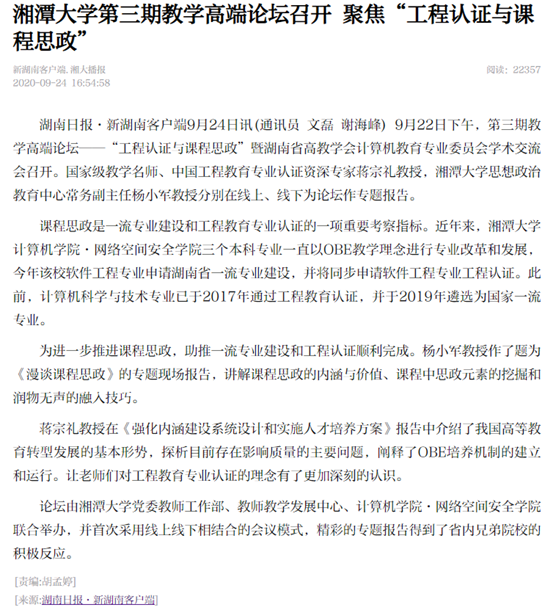 湘潭大学第三期教学高端论坛召开 聚焦“工程认证与课
程思政”
新湖南客户端.湘大播报
阅读：22357
2020-09-24 16:54:58
湖南日报·新湖南客户端9月24日讯(通讯员 文磊 谢海峰) 9月22日下午，第三期教
学高端论坛——“工程认证与课程思政”暨湖南省高教学会计算机教育专业委员会学术交流
会召开。国家级教学名师、中国工程教育专业认证资深专家蒋宗礼教授，湘潭大学思想政治
教育中心常务副主任杨小军教授分别在线上、线下为论坛作专题报告。
课程思政是一流专业建设和工程教育专业认证的一项重要考察指标。近年来，湘潭大学
计算机学院·网络空间安全学院三个本科专业一直以OBE教学理念进行专业改革和发展，
今年该校软件工程专业申请湖南省一流专业建设，并将同步申请软件工程专业工程认证。此
前，计算机科学与技术专业已于2017年通过工程教育认证，并于2019年遴选为国家一流
专业。
为进一步推进课程思政，助推一流专业建设和工程认证顺利完成。杨小军教授作了题为
《漫谈课程思政》的专题现场报告，讲解课程思政的内涵与价值、课程中思政元素的挖掘和
润物无声的融入技巧。
蒋宗礼教授在《强化内涵建设系统设计和实施人才培养方案》报告中介绍了我国高等教
育转型发展的基本形势，探析目前存在影响质量的主要问题，阐释了OBE培养机制的建立
和运行。让老师们对工程教育专业认证的理念有了更加深刻的认识。
论坛由湘潭大学党委教师工作部、教师教学发展中心、计算机学院·网络空间安全学院
联合举办，并首次采用线上线下相结合的会议模式，精彩的专题报告得到了省内兄弟院校的
积极反应。
[责编:胡孟婷]
[来源:湖南日报·新湖南客户端]